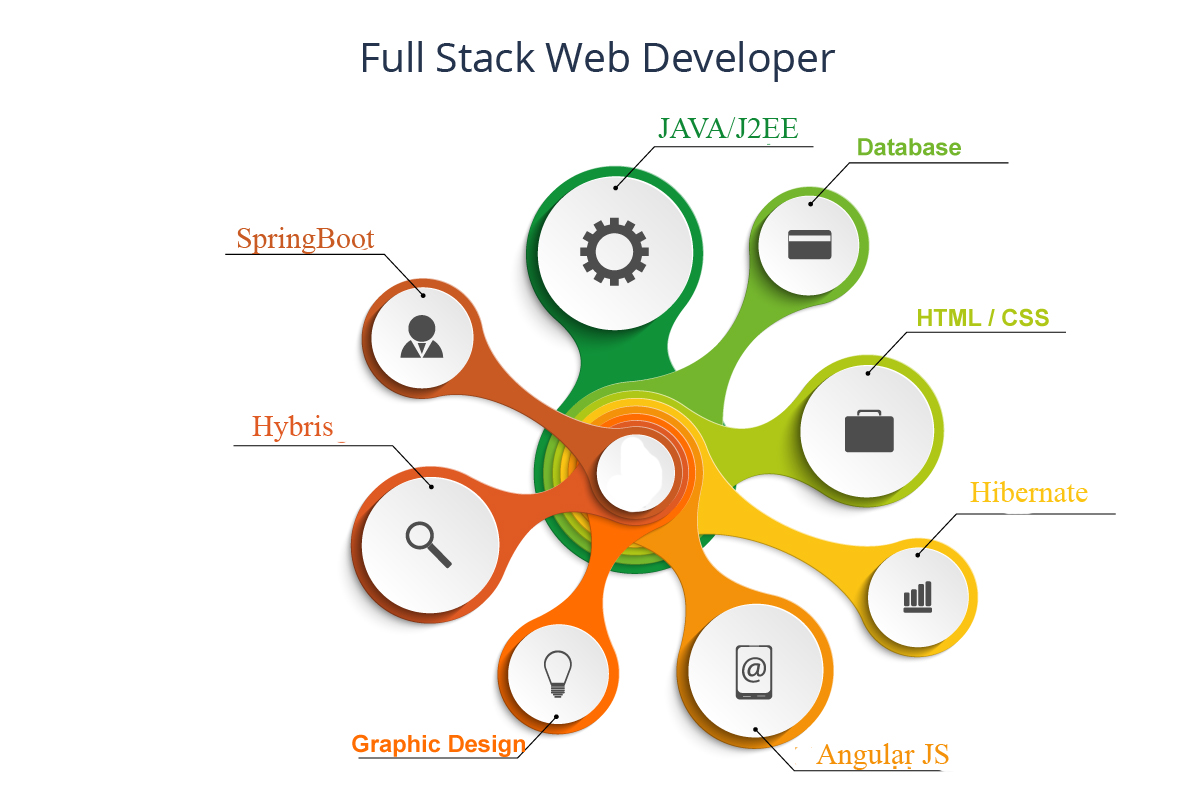 Full Stack Web Developer
JAVA/J2EE
Database
SpringBoot
HTML / CSS
Hybris
Hibernate
@
Graphic Design
Angular JS